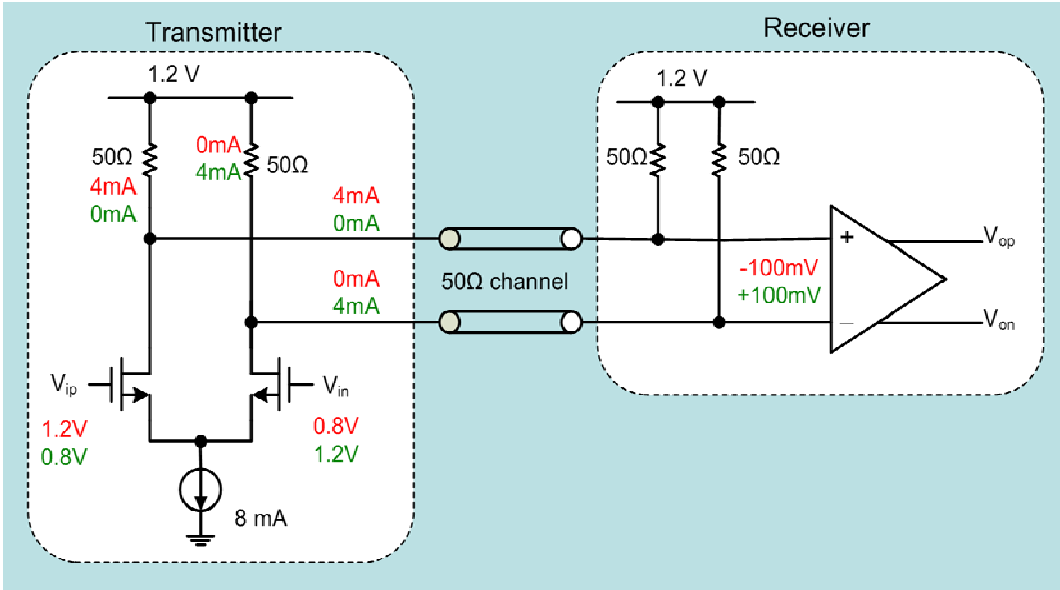 Transmitter
Receiver
1.2 V
1.2 V
50Ω
4mA
0mA
0mA
4mA
50Ω
50Ω
50Ω
4mA
0mA
0mA
4mA
50Ω channel
+
-100mV
+100mV
−
Vop
Von
Vip
1.2V
0.8V
Vin
0.8V
1.2V
8 mA